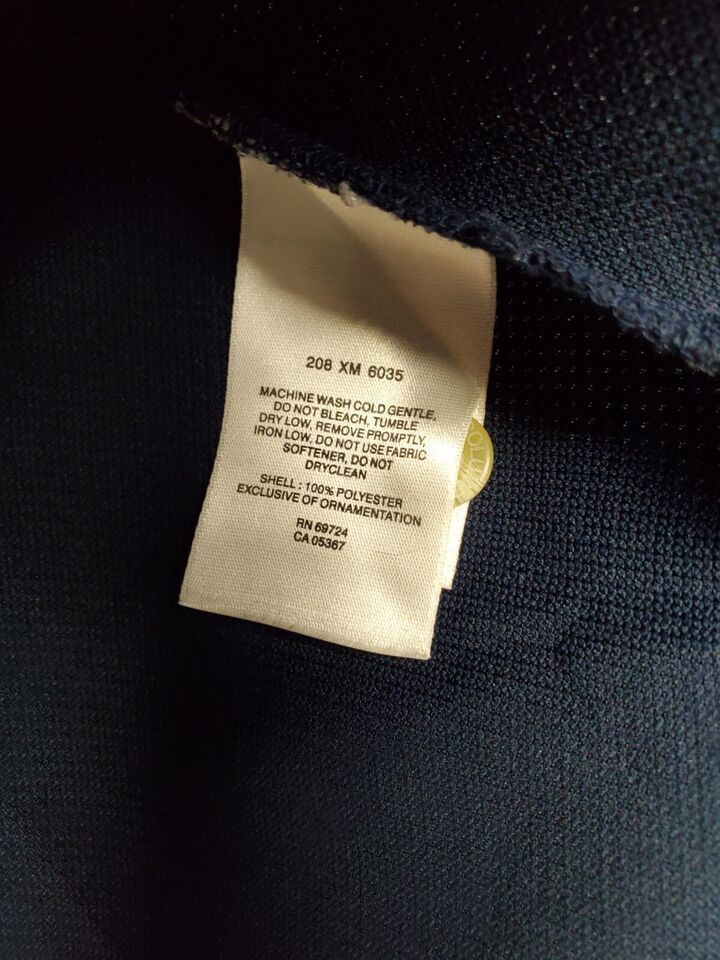 208 XM 6035
MACHINE WASH COLD GENTLE,
DO NOT BLEACH, TUMBLE
DRY LOW, REMOVE PROMPTLY,
IRON LOW, DO NOT USE FABRIC
SOFTENER, DO NOT
DRYCLEAN
SHELL : 100% POLYESTER
EXCLUSIVE OF ORNAMENTATION
RN 69724
CA 05367